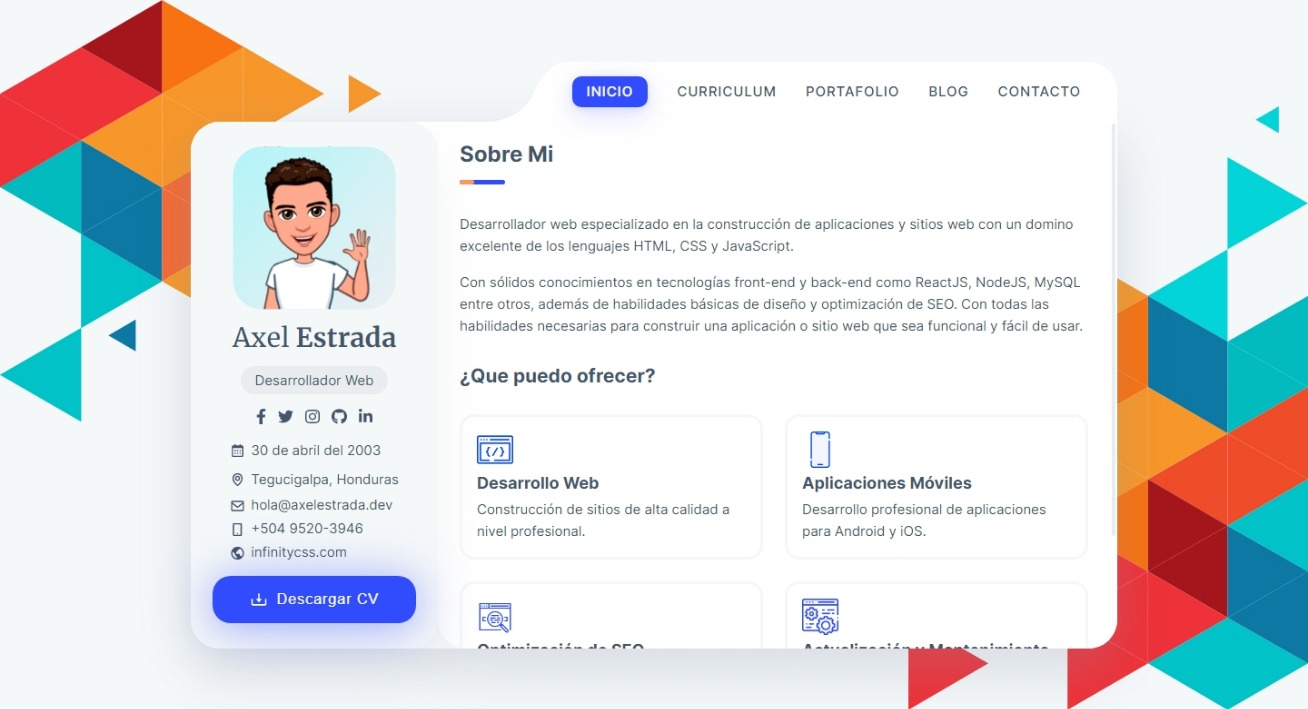 INICIO CURRICULUM PORTAFOLIO BLOG CONTACTO
Axel Estrada
Desarrollador Web
30 de abril del 2003
Tegucigalpa, Honduras
hola@axelestrada.dev
+504 9520-3946
infinitycss.com
Descargar CV
Sobre Mi
Desarrollador web especializado en la construcción de aplicaciones y sitios web con un domino
excelente de los lenguajes HTML, CSS y JavaScript.
Con sólidos conocimientos en tecnologías front-end y back-end como ReactJS, NodeJS, MySQL
entre otros, además de habilidades básicas de diseño y optimización de SEO. Con todas las
habilidades necesarias para construir una aplicación o sitio web que sea funcional y fácil de usar.
¿Que puedo ofrecer?
Desarrollo Web
Construcción de sitios de alta calidad a
nivel profesional.
Aplicaciones Móviles
Desarrollo profesional de aplicaciones
para Android y iOS.
Optimización de SEO
Actualización y Mantenimiento